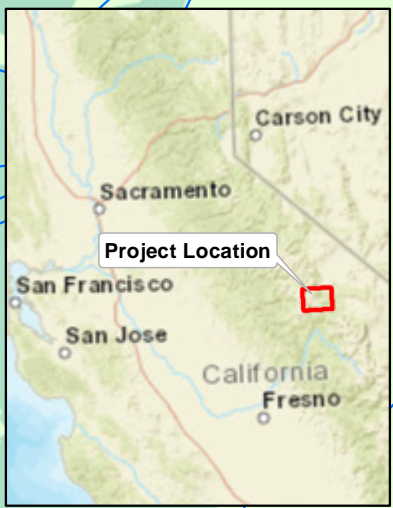 Carson City
Sacramento
Project Location
San Francisco
San Jose
California
Fresno